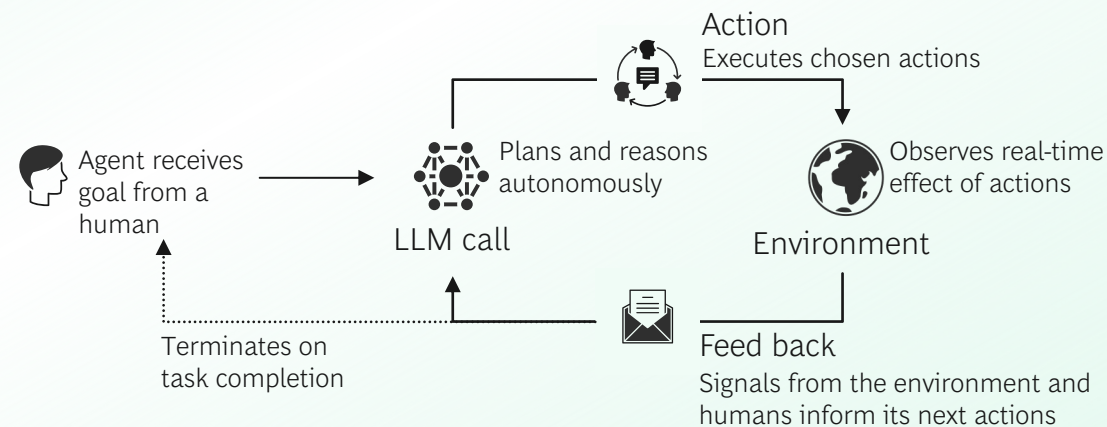 Action
Executes chosen actions
Agent receives
goal from a
human
Plans and reasons
autonomously
LLM call
Observes real-time
effect of actions
Environment
Terminates on
task completion
Feed back
Signals from the environment and
humans inform its next actions